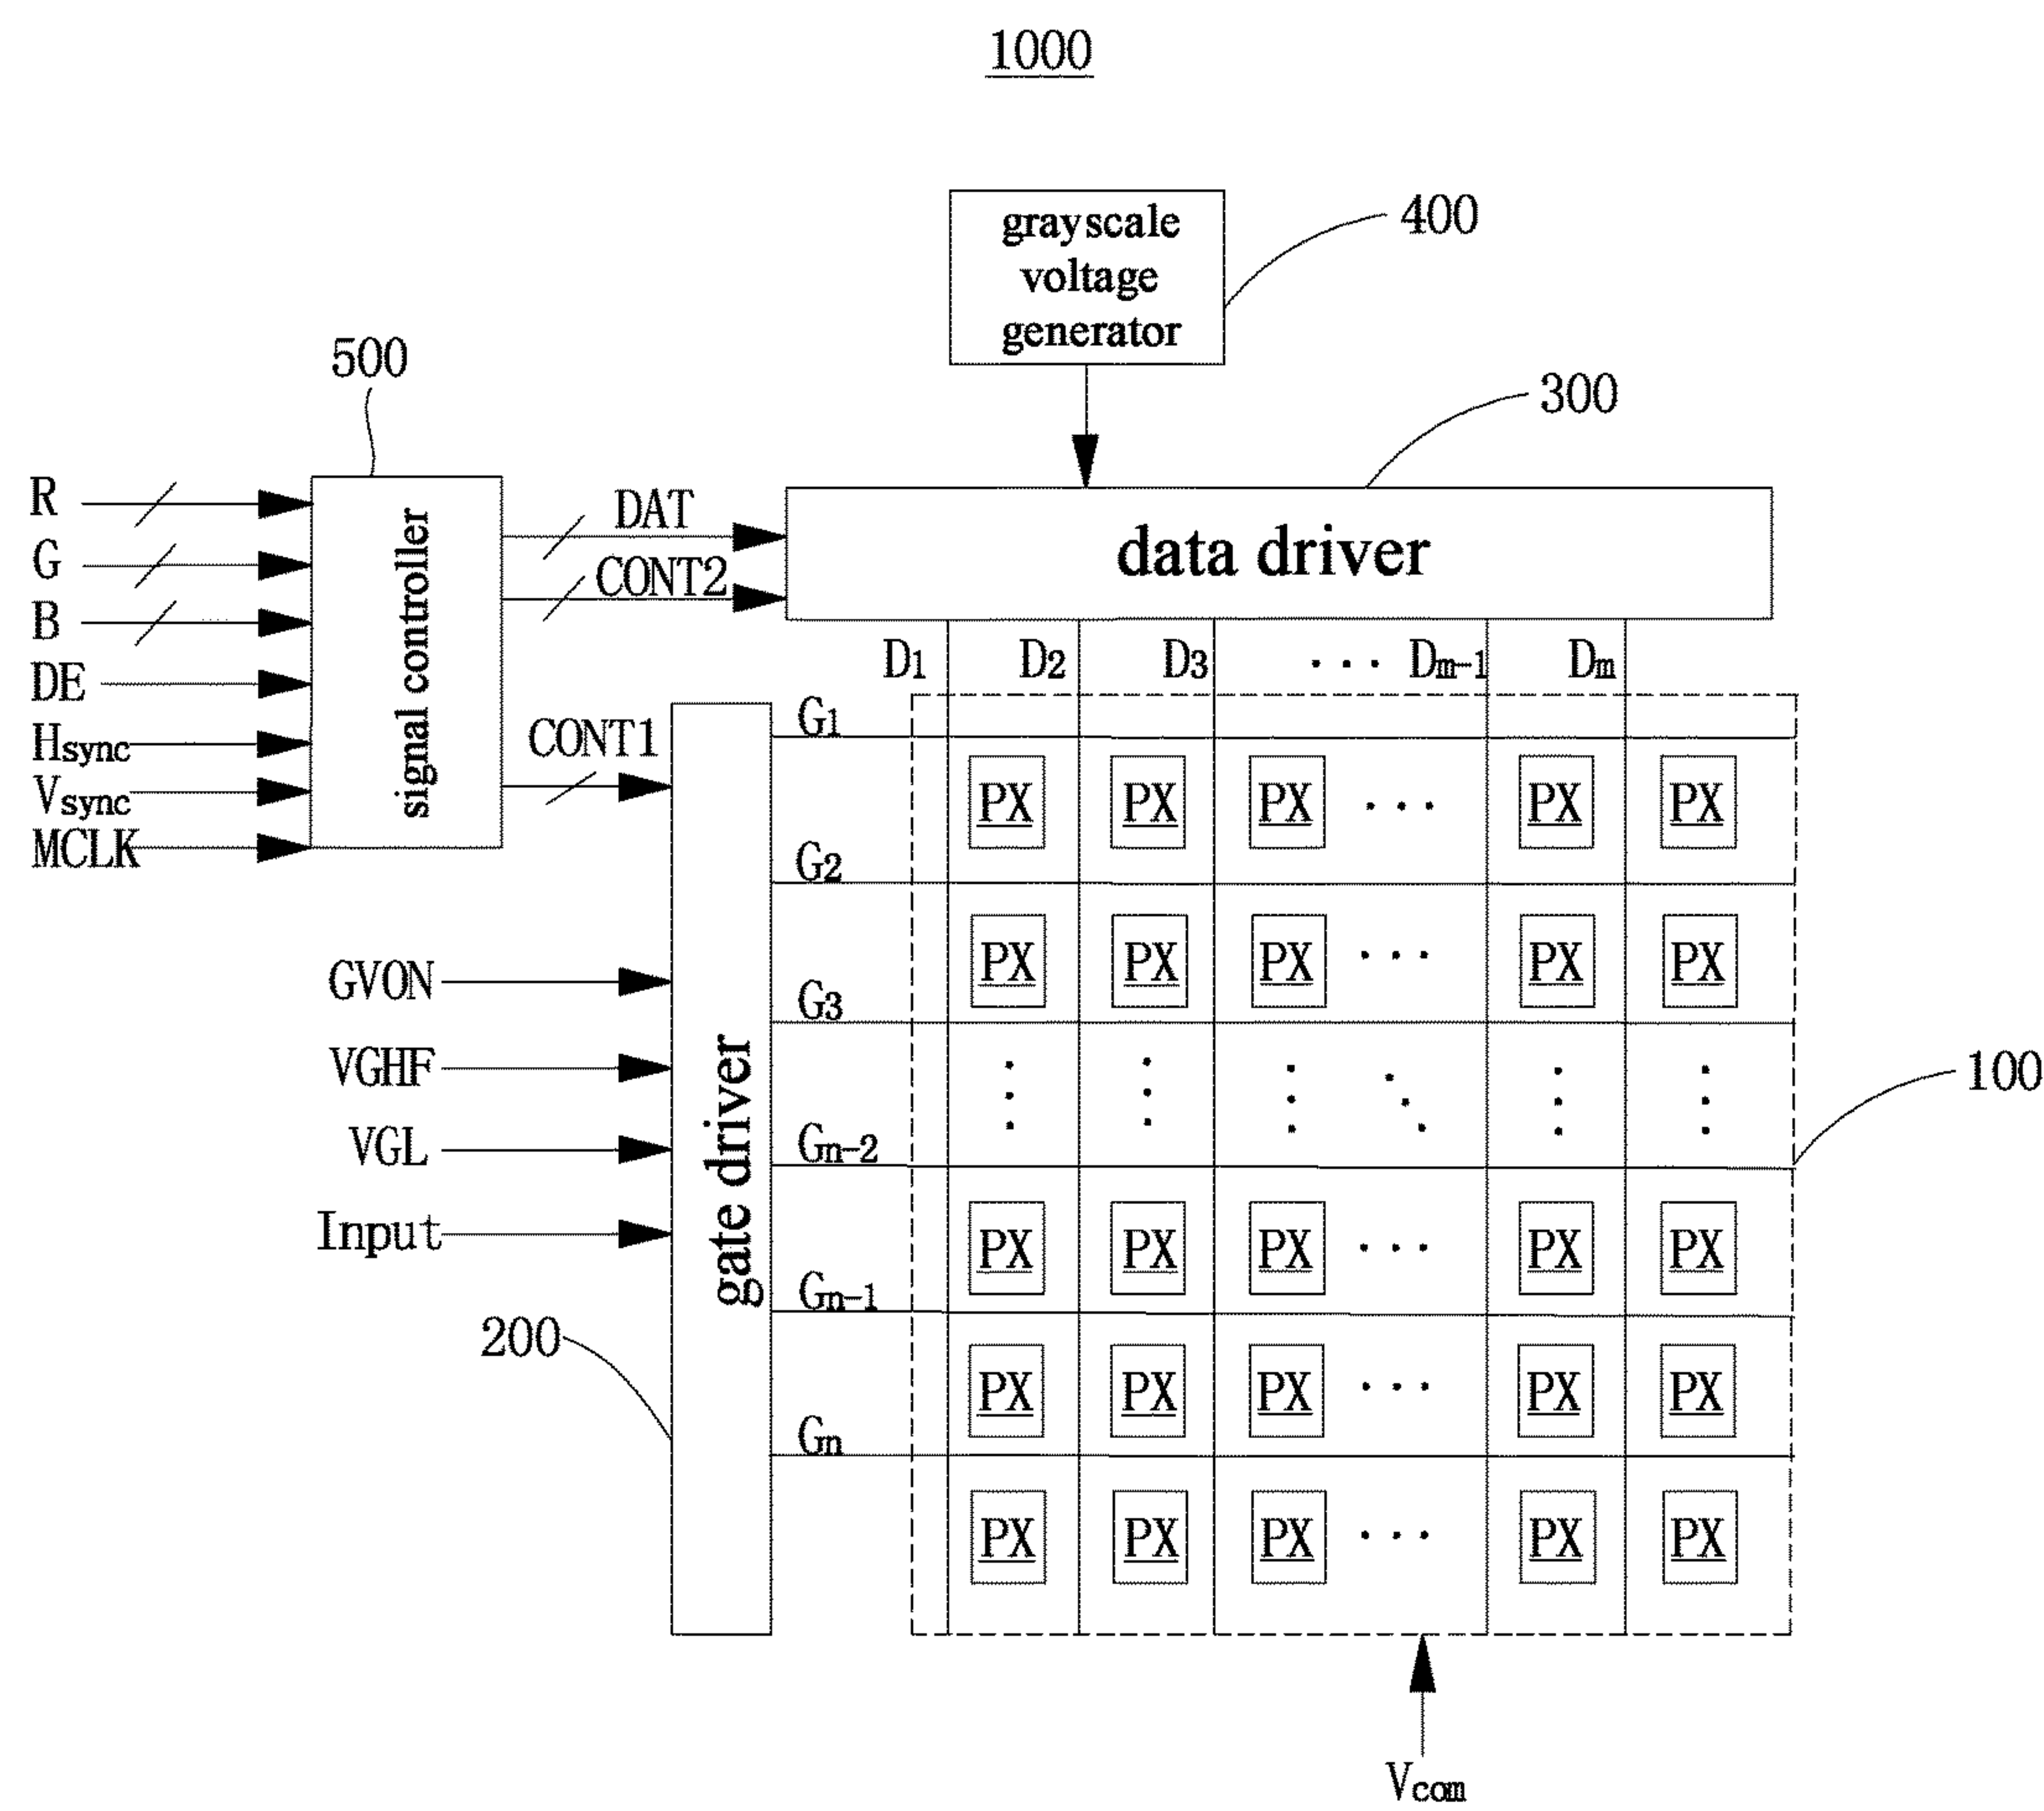 1000
grayscale
voltage
generator
400
500
300
R
G
B
DE
Hsync
Vsync
MCLK
signal controller
DAT
CONT2
CONT1
data driver
D1 D2 D3 ... Dm-1 Dm
G1
PX PX PX ... PX PX
G2
PX PX PX ... PX PX
G3
GVON
VGHF
VGL
Input
gate driver
100
Gn-2
PX PX PX ... PX PX
Gn-1
200
PX PX PX ... PX PX
Gn
PX PX PX ... PX PX
Vcom